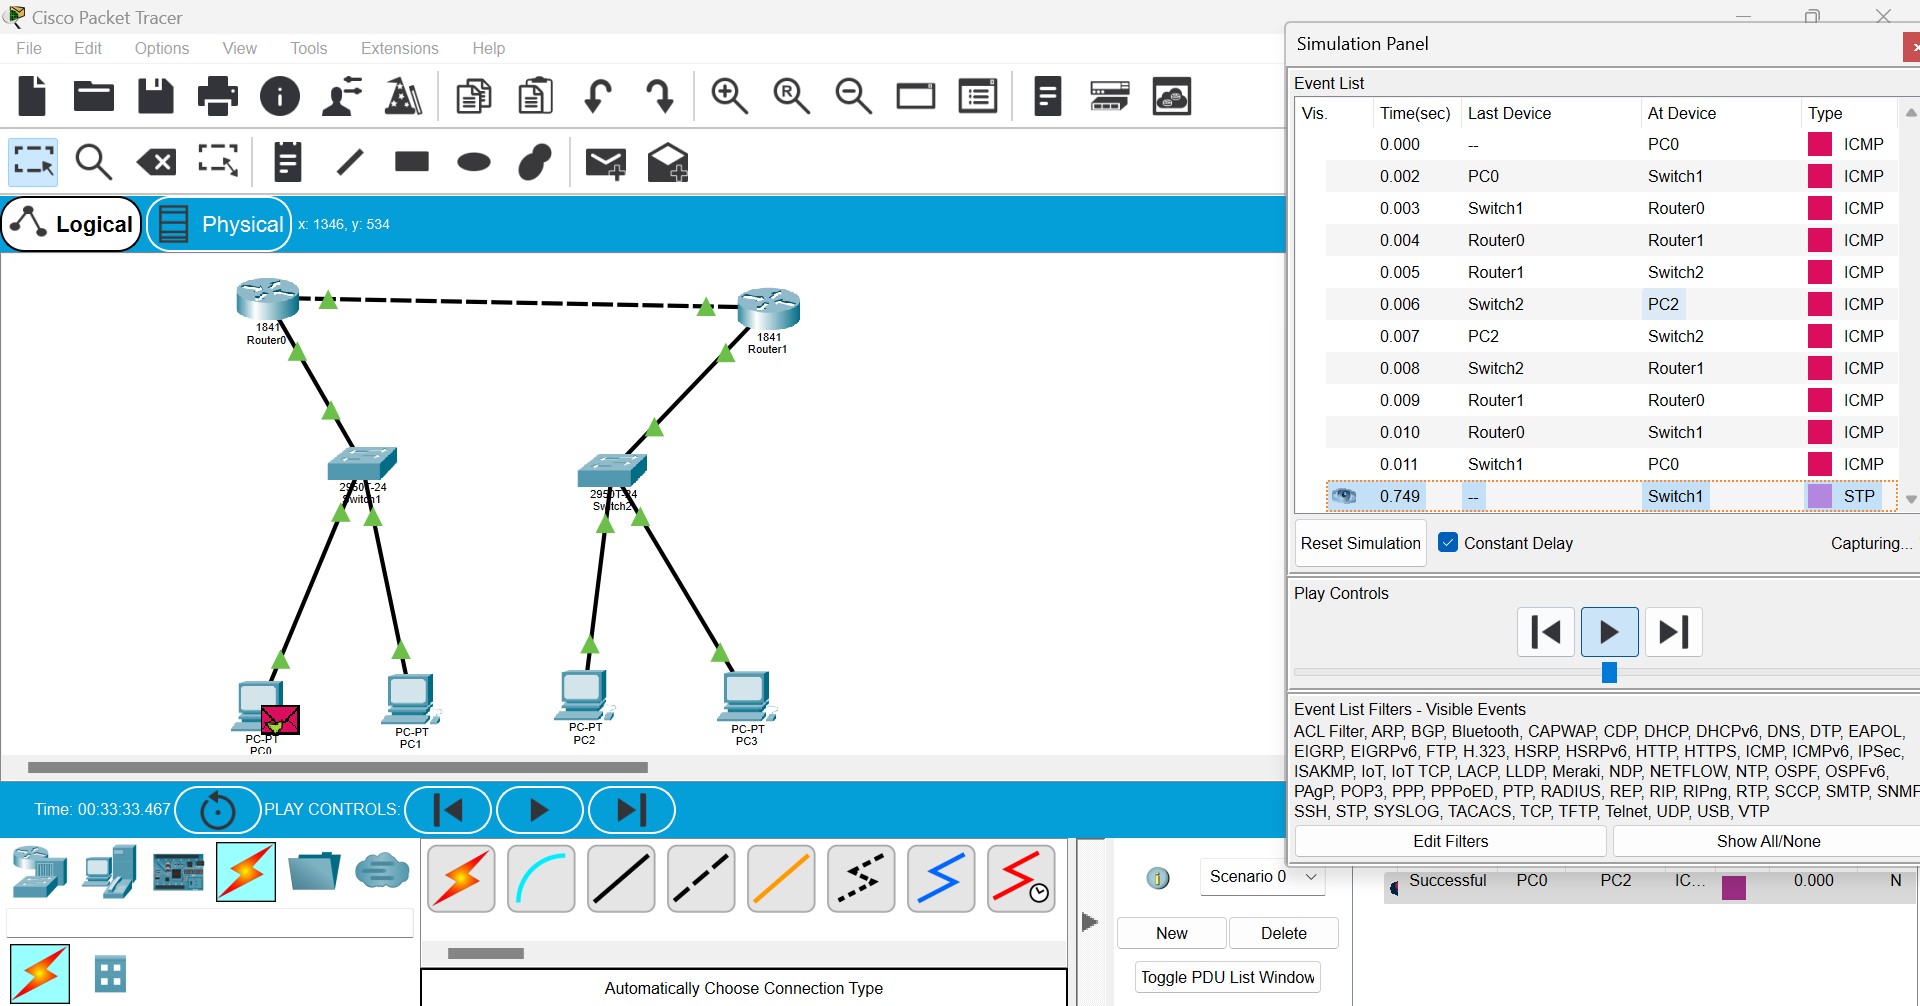 Cisco Packet Tracer
File Edit Options View Tools Extensions Help
Logical Physical x: 1346, y: 534
1841
Router0
1841
Router1
2950T-24
Switch1
2950T-24
Switch2
PC-PT
PC0
PC-PT
PC1
PC-PT
PC2
PC-PT
PC3
Time: 00:33:33.467 PLAY CONTROLS:
Automatically Choose Connection Type
Scenario 0
New Delete
Toggle PDU List Window
Successful PC0 PC2 IC... 0.000 N
Simulation Panel
Event List
Vis. Time(sec) Last Device At Device Type
0.000 -- PC0 ICMP
0.002 PC0 Switch1 ICMP
0.003 Switch1 Router0 ICMP
0.004 Router0 Router1 ICMP
0.005 Router1 Switch2 ICMP
0.006 Switch2 PC2 ICMP
0.007 PC2 Switch2 ICMP
0.008 Switch2 Router1 ICMP
0.009 Router1 Router0 ICMP
0.010 Router0 Switch1 ICMP
0.011 Switch1 PC0 ICMP
0.749 -- Switch1 STP
Reset Simulation Constant Delay Capturing...
Play Controls
Event List Filters - Visible Events
ACL Filter, ARP, BGP, Bluetooth, CAPWAP, CDP, DHCP, DHCPv6, DNS, DTP, EAPOL,
EIGRP, EIGRPv6, FTP, H.323, HSRP, HSRPv6, HTTP, HTTPS, ICMP, ICMPv6, IPSec,
ISAKMP, IoT, IoT TCP, LACP, LLDP, Meraki, NDP, NETFLOW, NTP, OSPF, OSPFv6,
PAgP, POP3, PPP, PPPoED, PTP, RADIUS, REP, RIP, RIPng, RTP, SCCP, SMTP, SNMP
SSH, STP, SYSLOG, TACACS, TCP, TFTP, Telnet, UDP, USB, VTP
Edit Filters Show All/None